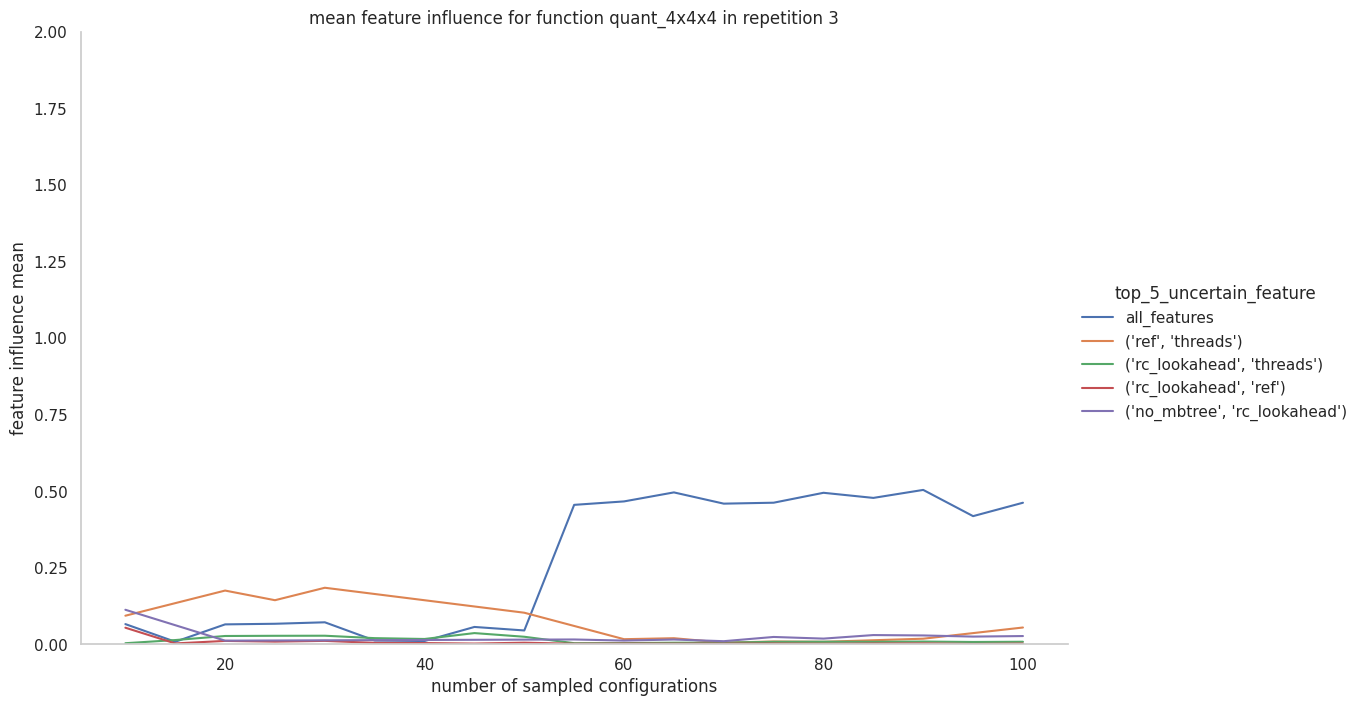 mean feature influence for function quant_4x4x4 in repetition 3
2.00
1.75
1.50
1.25
1.00
0.75
0.50
0.25
0.00
feature influence mean
20
40
60
80
100
number of sampled configurations
top_5_uncertain_feature
all_features
('ref', 'threads')
('rc_lookahead', 'threads')
('rc_lookahead', 'ref')
('no_mbtree', 'rc_lookahead')